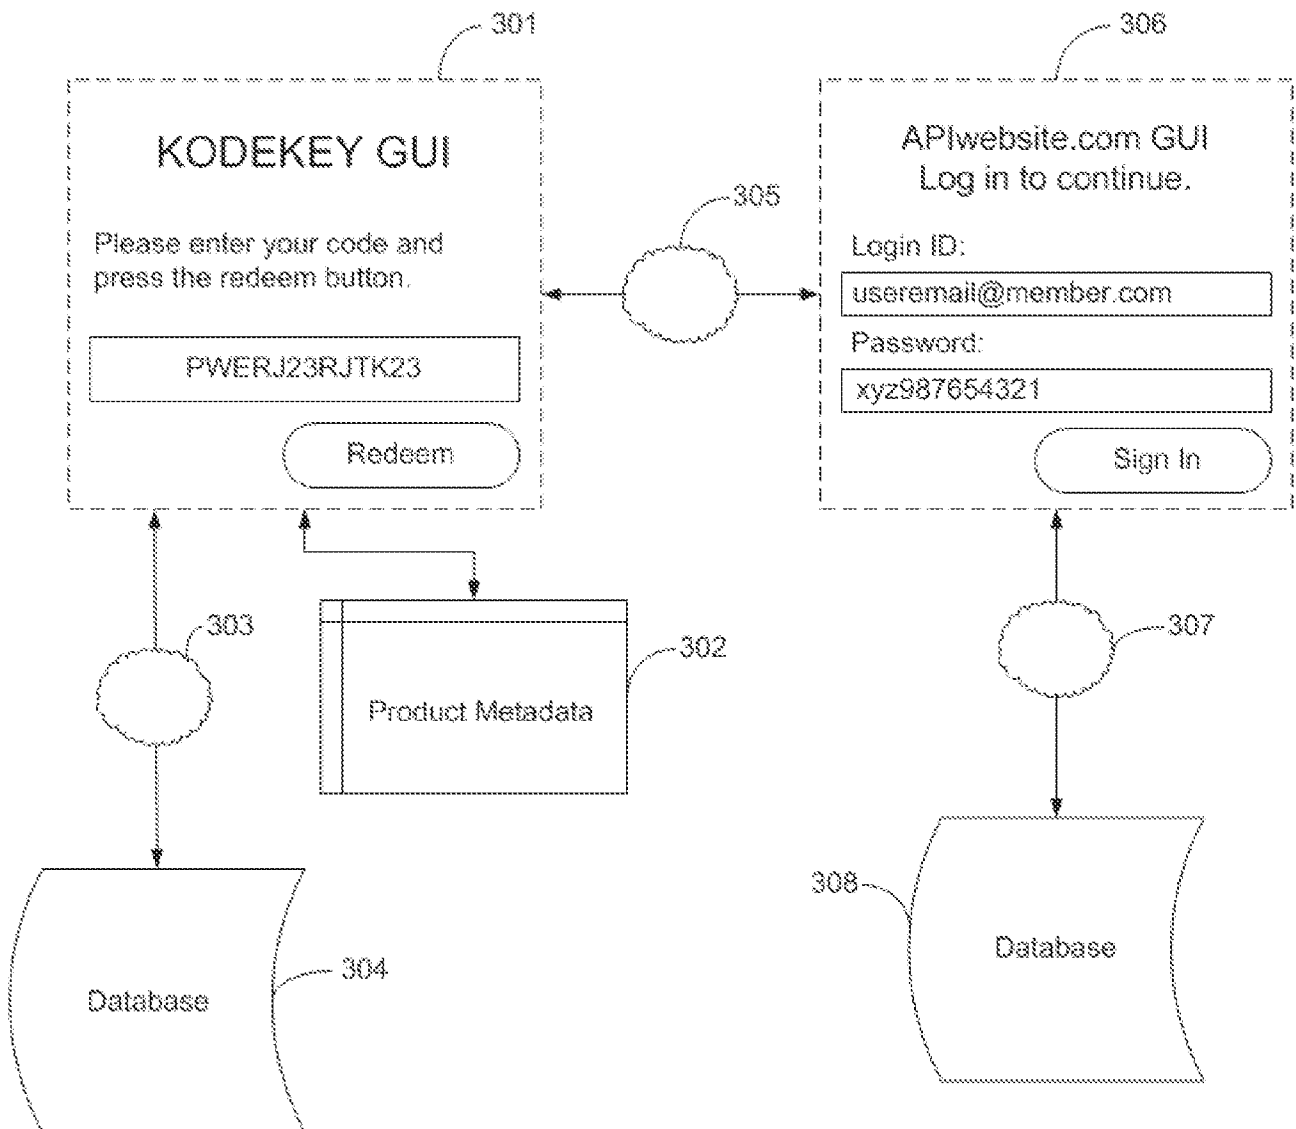 301
KODEKEY GUI
Please enter your code and
press the redeem button.
PWERJ23RJTK23
Redeem
305
306
APIwebsite.com GUI
Log in to continue.
Login ID:
useremail@member.com
Password:
xyz987654321
Sign In
303
302
Product Metadata
307
304
Database
308
Database